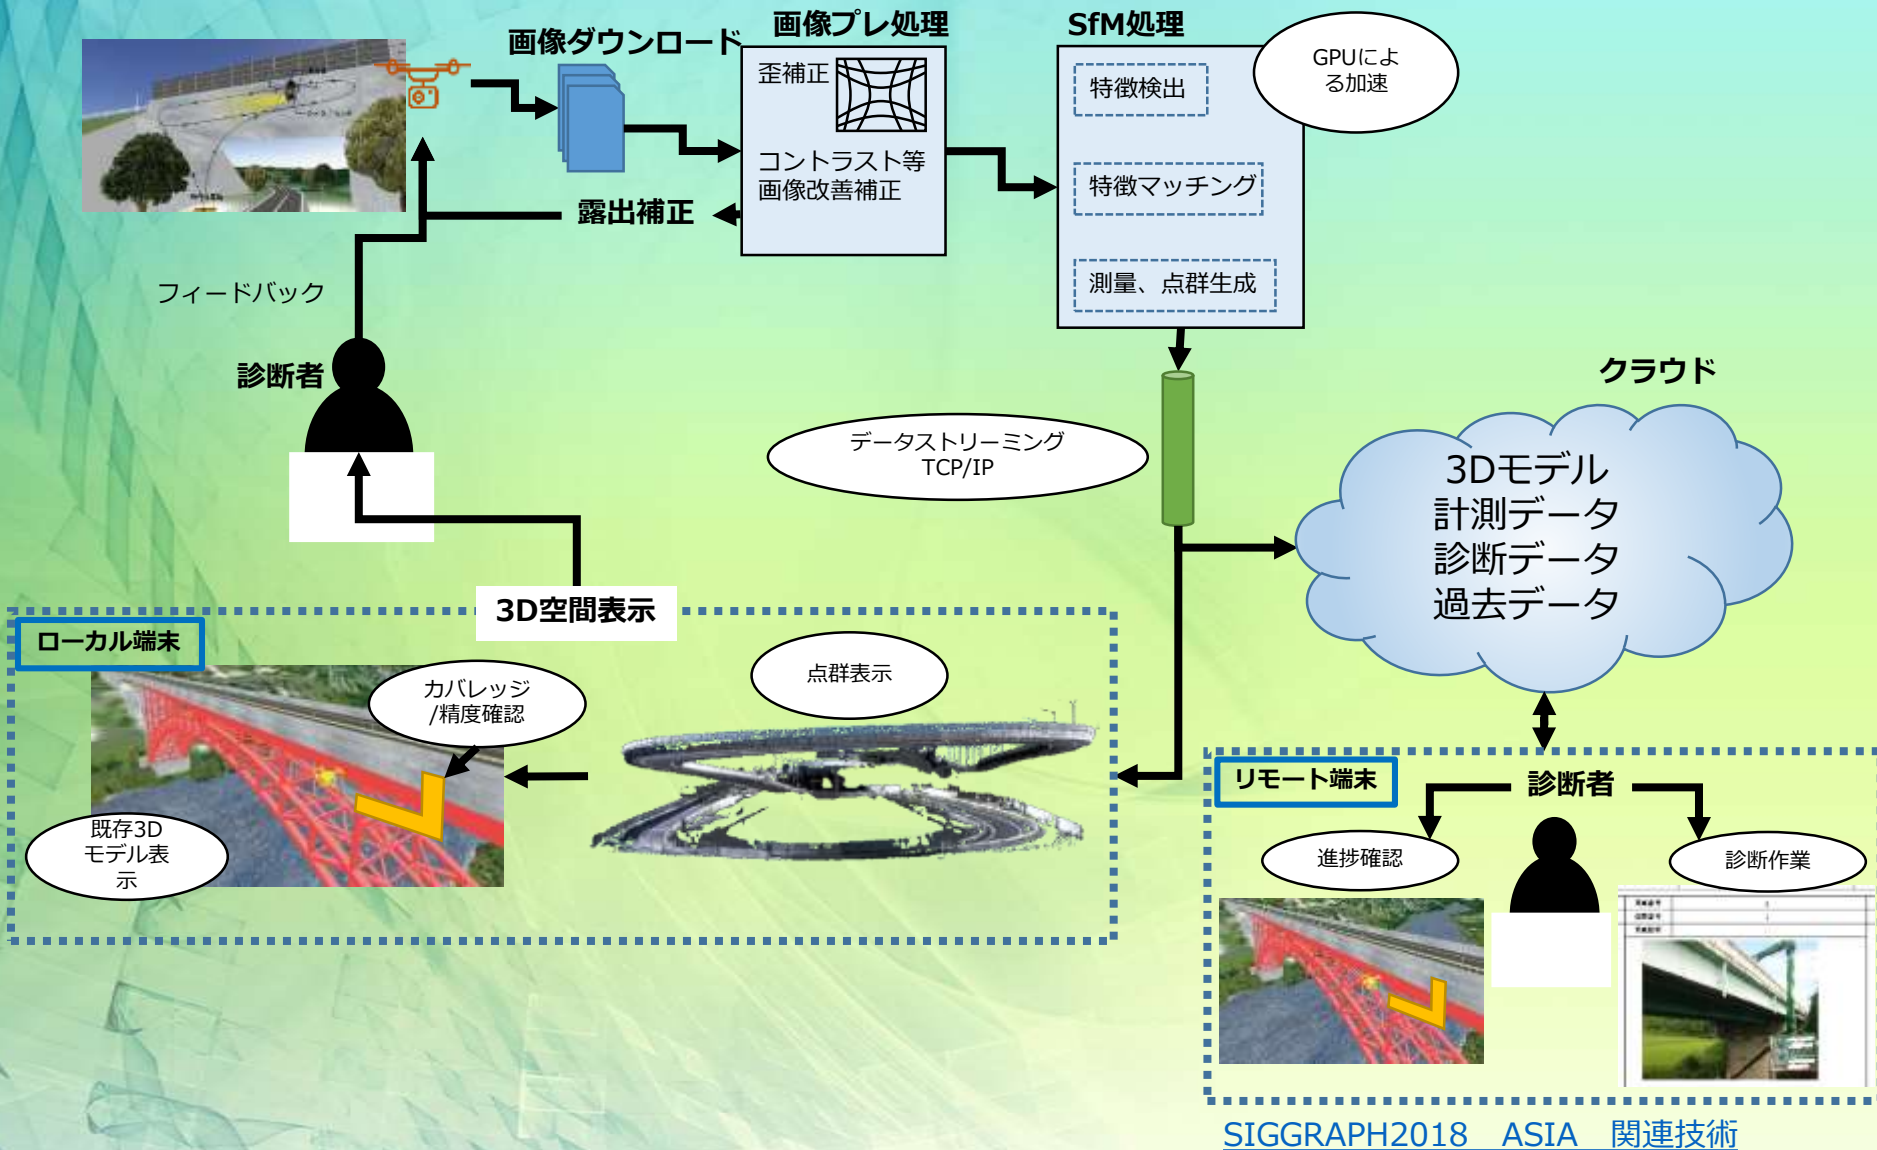 画像ダウンロード
画像プレ処理
SfM処理
歪補正
コントラスト等
画像改善補正
特徴検出
特徴マッチング
測量、点群生成
GPUによ
る加速
露出補正
フィードバック
診断者
データストリーミング
TCP/IP
クラウド
3Dモデル
計測データ
診断データ
過去データ
3D空間表示
ローカル端末
カバレッジ
/精度確認
点群表示
既存3D
モデル表
示
リモート端末
診断者
進捗確認
診断作業
SIGGRAPH2018　ASIA　関連技術